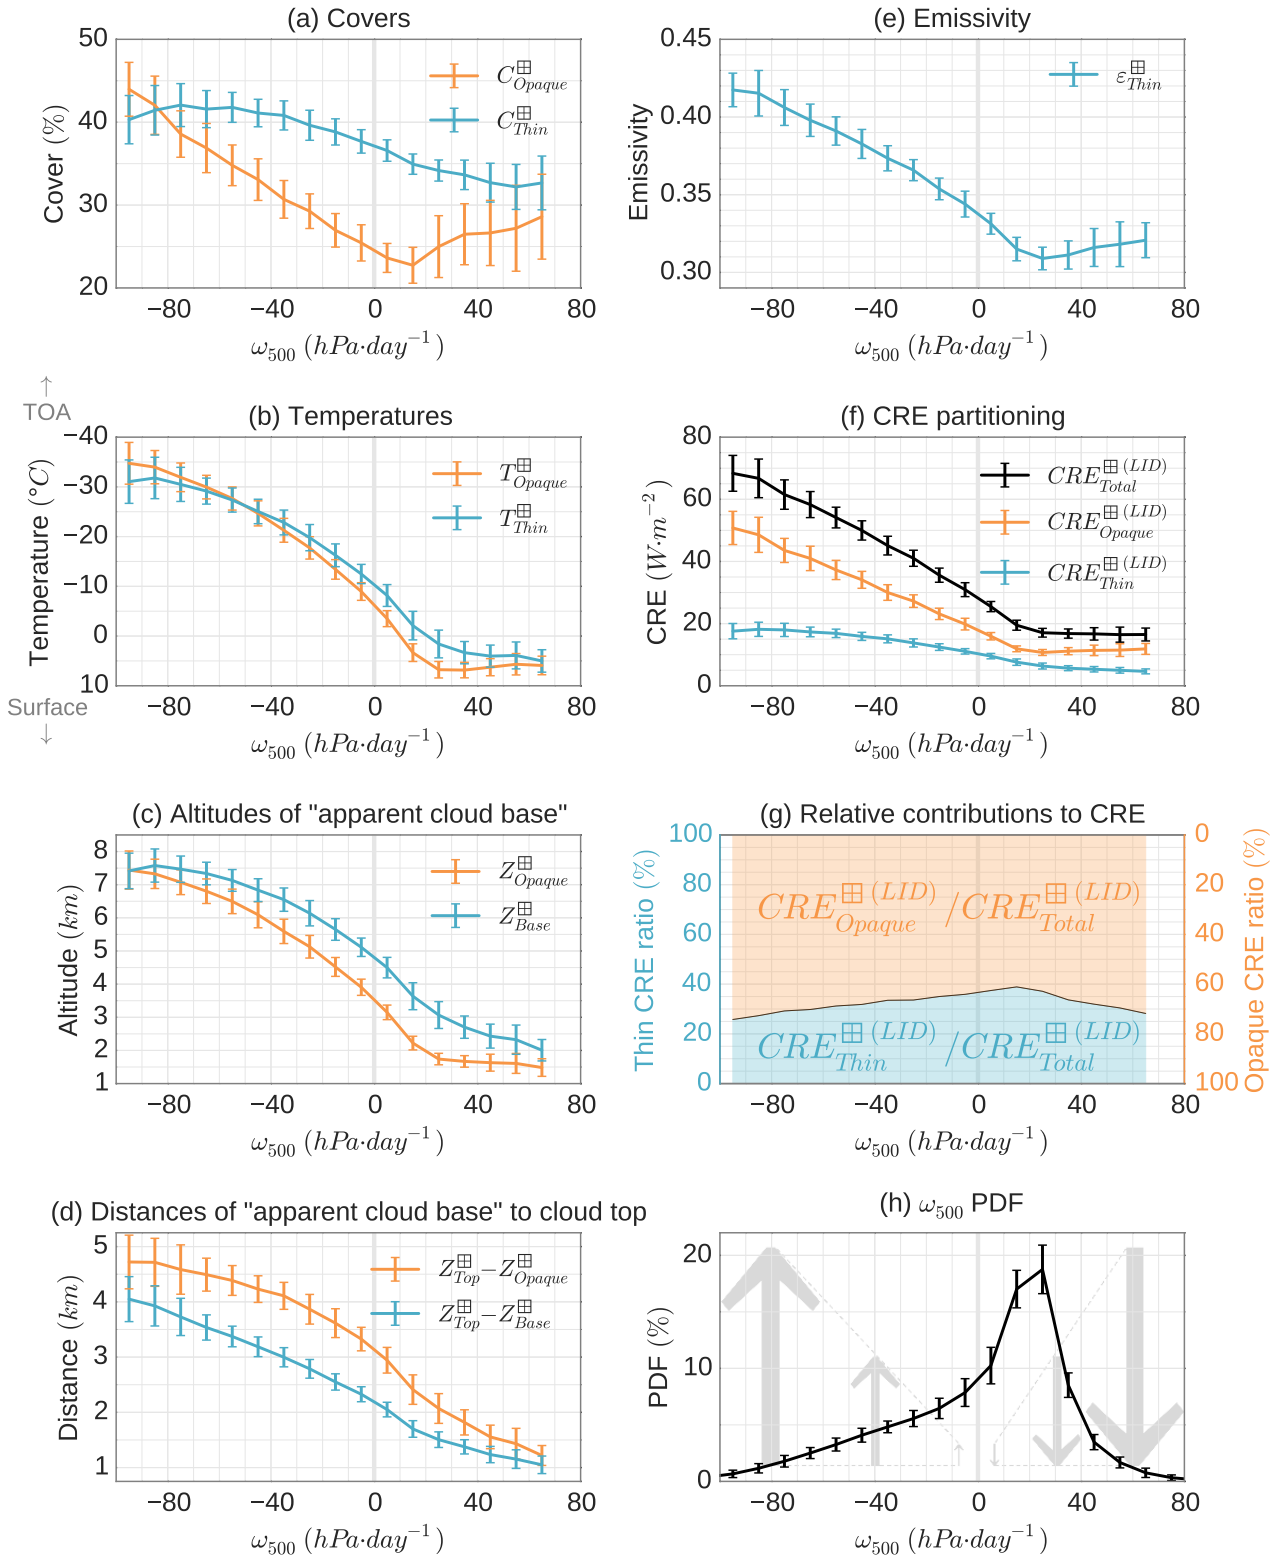 (a) Covers
50
40
30
20
Cover (%)
C⊞Opaque
C⊞Thin
−80 −40 0 40 80
ω500 (hPa·day−1)
(e) Emissivity
0.45
0.40
0.35
0.30
Emissivity
ε⊞Thin
−80 −40 0 40 80
ω500 (hPa·day−1)
↑
TOA
(b) Temperatures
−40
−30
−20
−10
0
10
Temperature (°C)
T⊞Opaque
T⊞Thin
Surface
↓
−80 −40 0 40 80
ω500 (hPa·day−1)
(f) CRE partitioning
80
60
40
20
0
CRE (W·m−2)
CRE⊞(LID)Total
CRE⊞(LID)Opaque
CRE⊞(LID)Thin
−80 −40 0 40 80
ω500 (hPa·day−1)
(c) Altitudes of "apparent cloud base"
8
7
6
5
4
3
2
1
Altitude (km)
Z⊞Opaque
Z⊞Base
−80 −40 0 40 80
ω500 (hPa·day−1)
(g) Relative contributions to CRE
100
80
60
40
20
0
Thin CRE ratio (%)
CRE⊞(LID)Opaque/CRE⊞(LID)Total
CRE⊞(LID)Thin/CRE⊞(LID)Total
0
20
40
60
80
100
Opaque CRE ratio (%)
−80 −40 0 40 80
ω500 (hPa·day−1)
(d) Distances of "apparent cloud base" to cloud top
5
4
3
2
1
Distance (km)
Z⊞Top−Z⊞Opaque
Z⊞Top−Z⊞Base
−80 −40 0 40 80
ω500 (hPa·day−1)
(h) ω500 PDF
20
10
0
PDF (%)
−80 −40 0 40 80
ω500 (hPa·day−1)